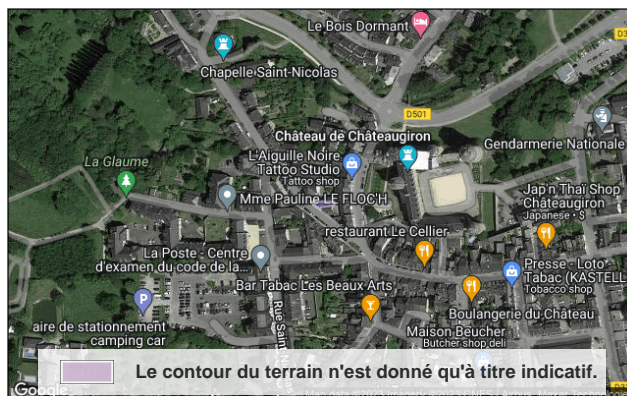 Le Bois Dormant
Chapelle Saint-Nicolas
D501
Château de Châteaugiron
Gendarmerie Nationale
L'Aiguille Noire
Tattoo Studio
Tattoo shop
La Glaume
Mme Pauline LE FLOC'H
Jap'n Thaï Shop
Châteaugiron
Japanese • $
restaurant Le Cellier
La Poste - Centre
d'examen du code de la...
Presse - Loto -
Tabac (KASTELL
Tobacco shop
Bar Tabac Les Beaux Arts
Boulangerie du Château
aire de stationnement
camping car
Maison Beucher
Butcher shop deli
Le contour du terrain n'est donné qu'à titre indicatif.
Google